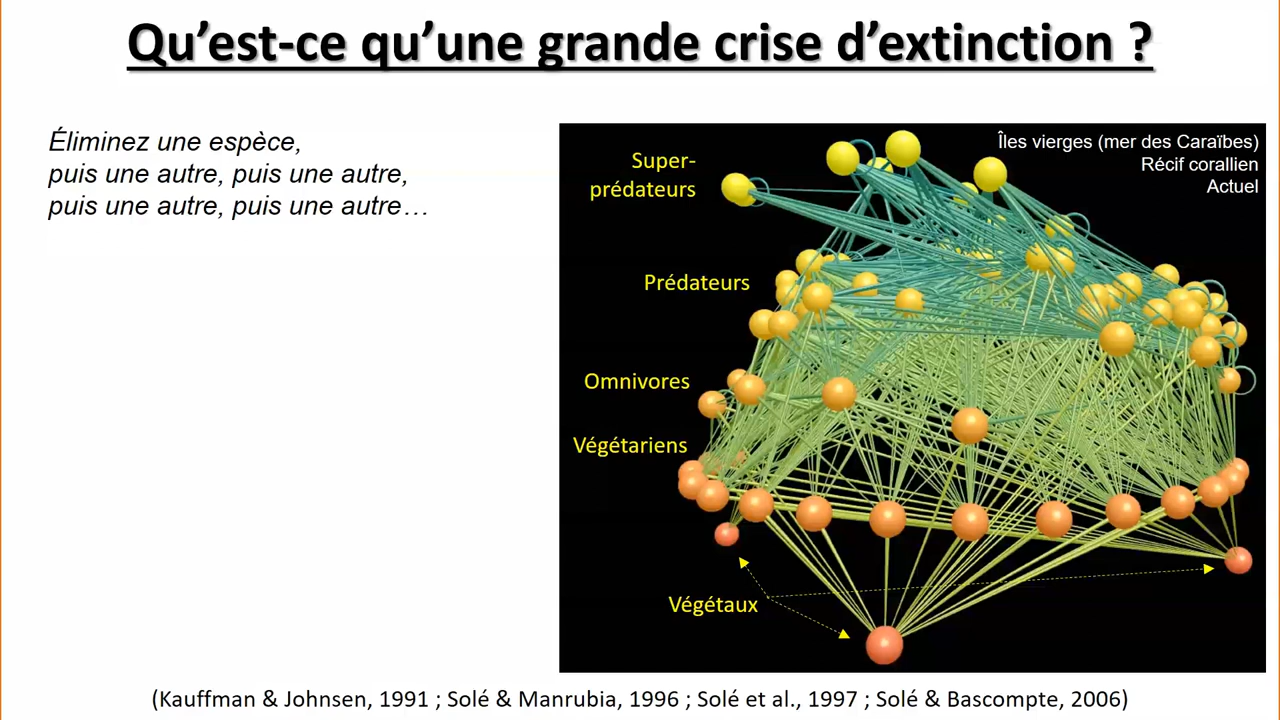 Qu’est-ce qu’une grande crise d’extinction ?
Éliminez une espèce,
puis une autre, puis une autre,
puis une autre, puis une autre…
Îles vierges (mer des Caraïbes)
Récif corallien
Actuel
Super-
prédateurs
Prédateurs
Omnivores
Végétariens
Végétaux
(Kauffman & Johnsen, 1991 ; Solé & Manrubia, 1996 ; Solé et al., 1997 ; Solé & Bascompte, 2006)